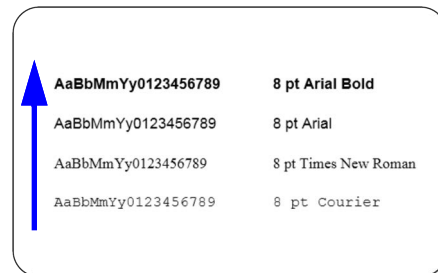 AaBbMmYy0123456789 8 pt Arial Bold
AaBbMmYy0123456789 8 pt Arial
AaBbMmYy0123456789 8 pt Times New Roman
AaBbMmYy0123456789 8 pt Courier